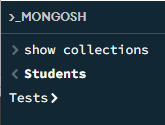 >_MONGOSH
> show collections
< Students
Tests>